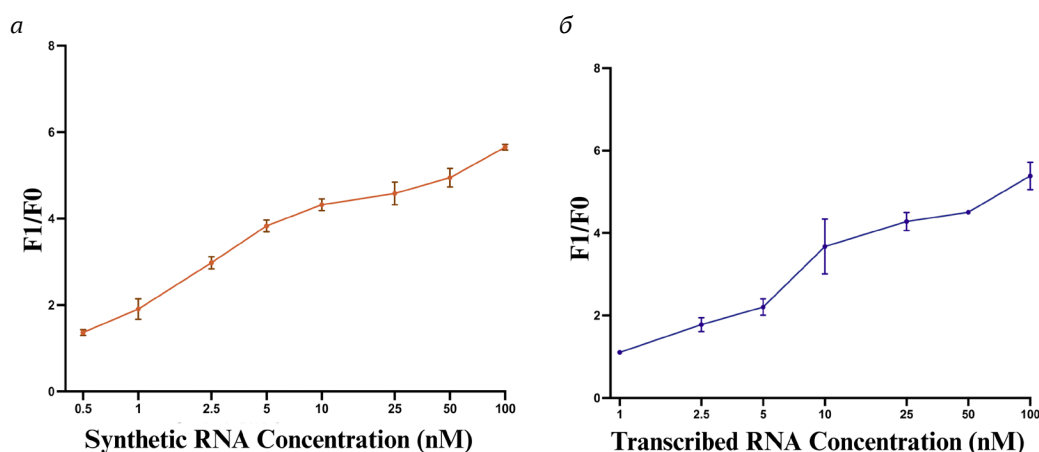 а
8
6
4
2
0
F1/F0
0.5 1 2.5 5 10 25 50 100
Synthetic RNA Concentration (nM)
б
8
6
4
2
0
F1/F0
1 2.5 5 10 25 50 100
Transcribed RNA Concentration (nM)